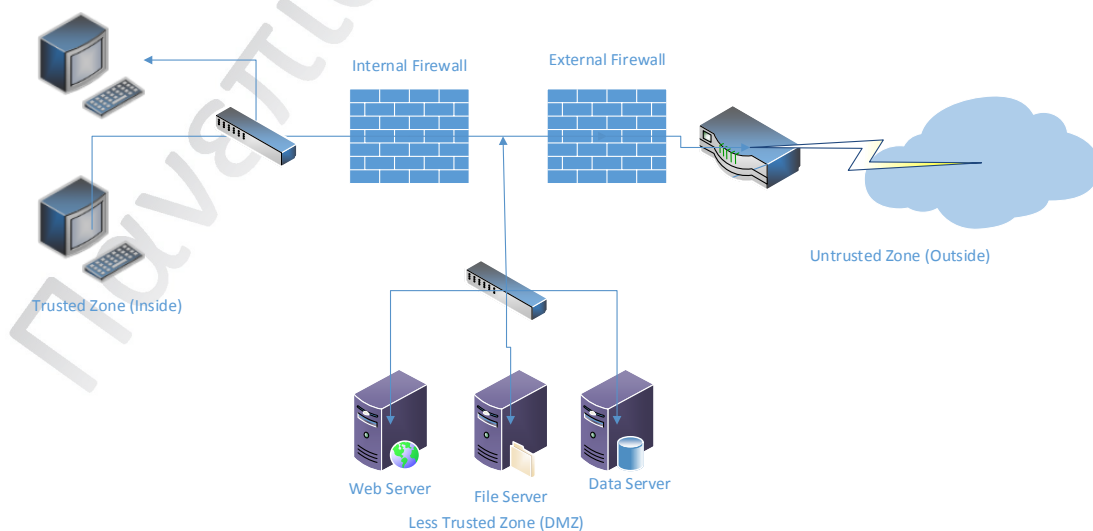 Internal Firewall
External Firewall
Untrusted Zone (Outside)
Trusted Zone (Inside)
Web Server
File Server
Data Server
Less Trusted Zone (DMZ)